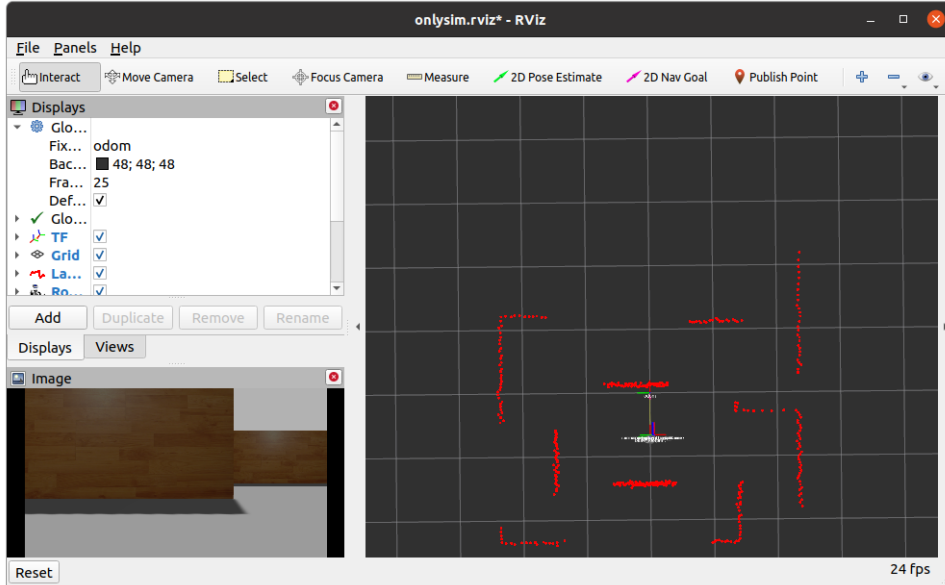 onlysim.rviz* - RViz
File Panels Help
Interact Move Camera Select Focus Camera Measure 2D Pose Estimate 2D Nav Goal Publish Point
Displays
Glo...
Fix... odom
Bac... 48; 48; 48
Fra... 25
Def...
Glo...
TF
Grid
La...
Ro...
Add Duplicate Remove Rename
Displays Views
Image
Reset
24 fps